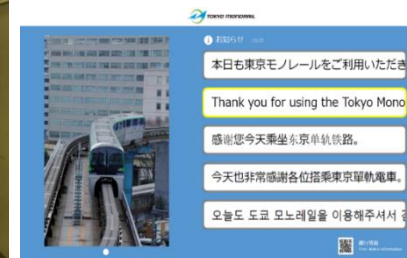 TOKYO MONORAIL
お知らせ
本日も東京モノレールをご利用いただき
Thank you for using the Tokyo Mono
感谢您今天乘坐东京单轨铁路。
今天也非常感謝各位搭乘東京單軌電車。
오늘도 도쿄 모노레일을 이용해주셔서
運行情報